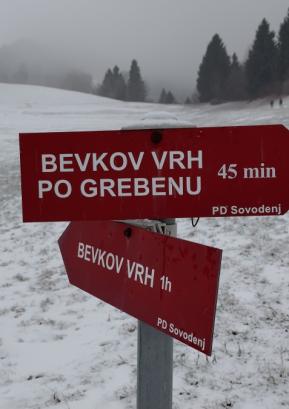 BEVKOV VRH
PO GREBENU 45 min
PD Sovodenj
BEVKOV VRH 1h
PD Sovodenj